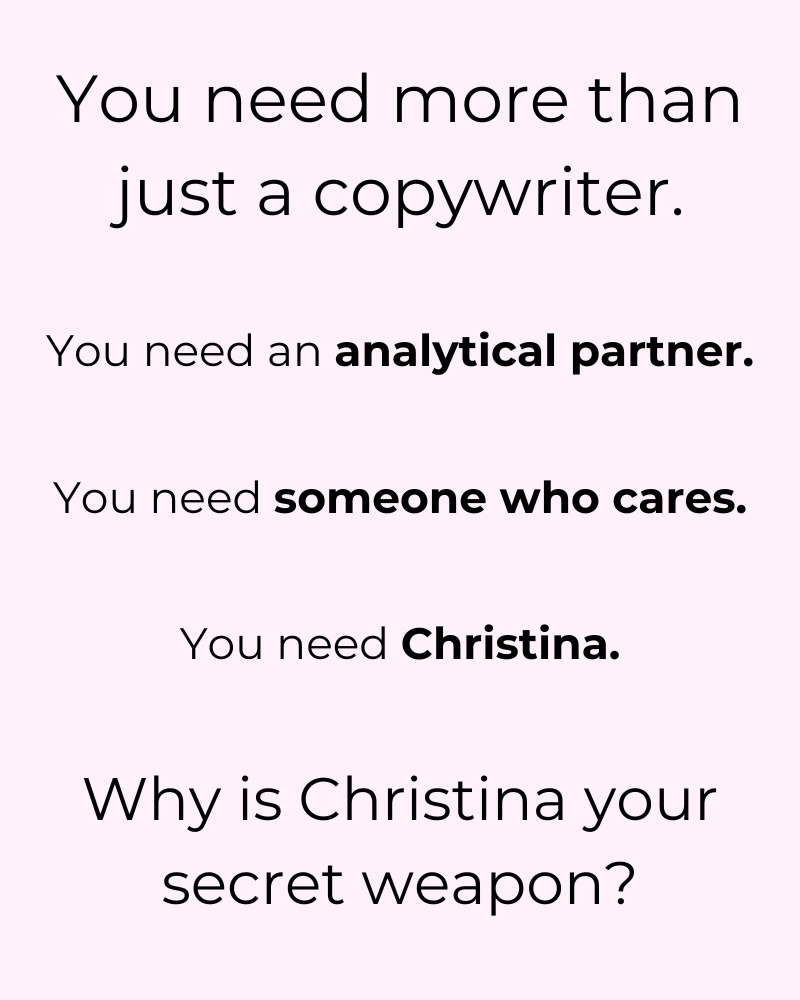 You need more than
just a copywriter.
You need an analytical partner.
You need someone who cares.
You need Christina.
Why is Christina your
secret weapon?